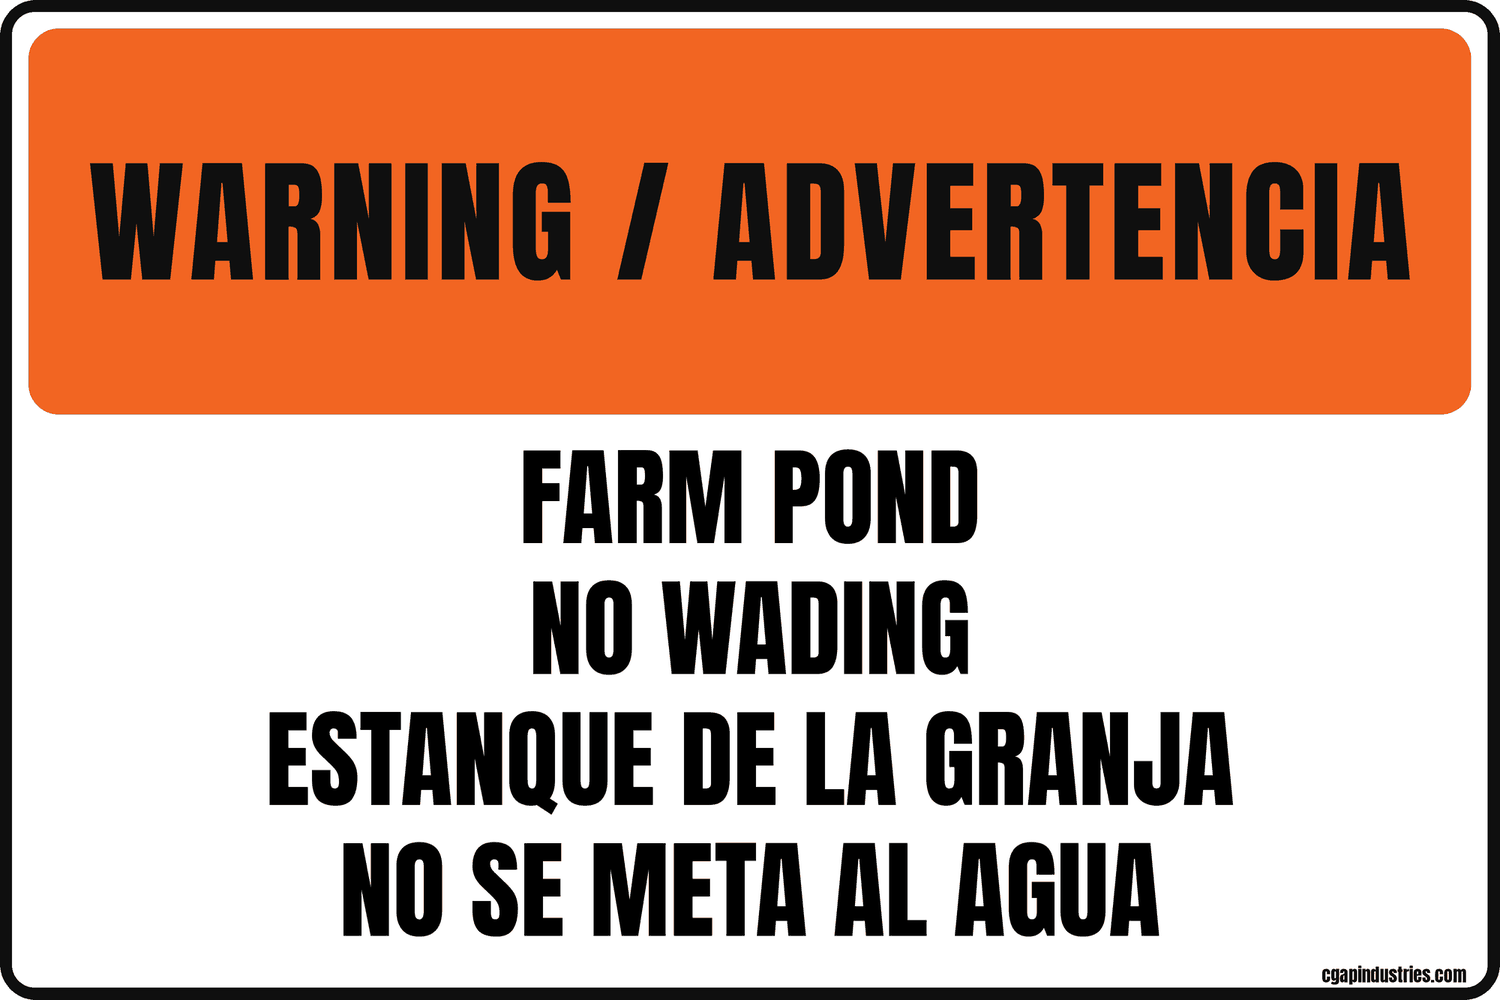 WARNING / ADVERTENCIA
FARM POND
NO WADING
ESTANQUE DE LA GRANJA
NO SE META AL AGUA
cgapindustries.com